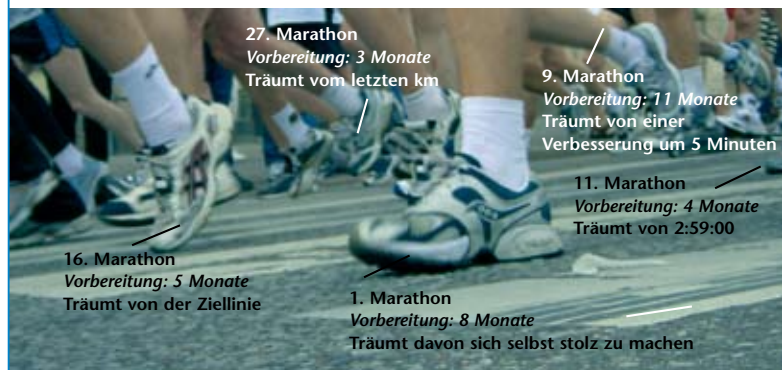 27. Marathon
Vorbereitung: 3 Monate
Träumt vom letzten km
9. Marathon
Vorbereitung: 11 Monate
Träumt von einer
Verbesserung um 5 Minuten
11. Marathon
Vorbereitung: 4 Monate
Träumt von 2:59:00
16. Marathon
Vorbereitung: 5 Monate
Träumt von der Ziellinie
1. Marathon
Vorbereitung: 8 Monate
Träumt davon sich selbst stolz zu machen